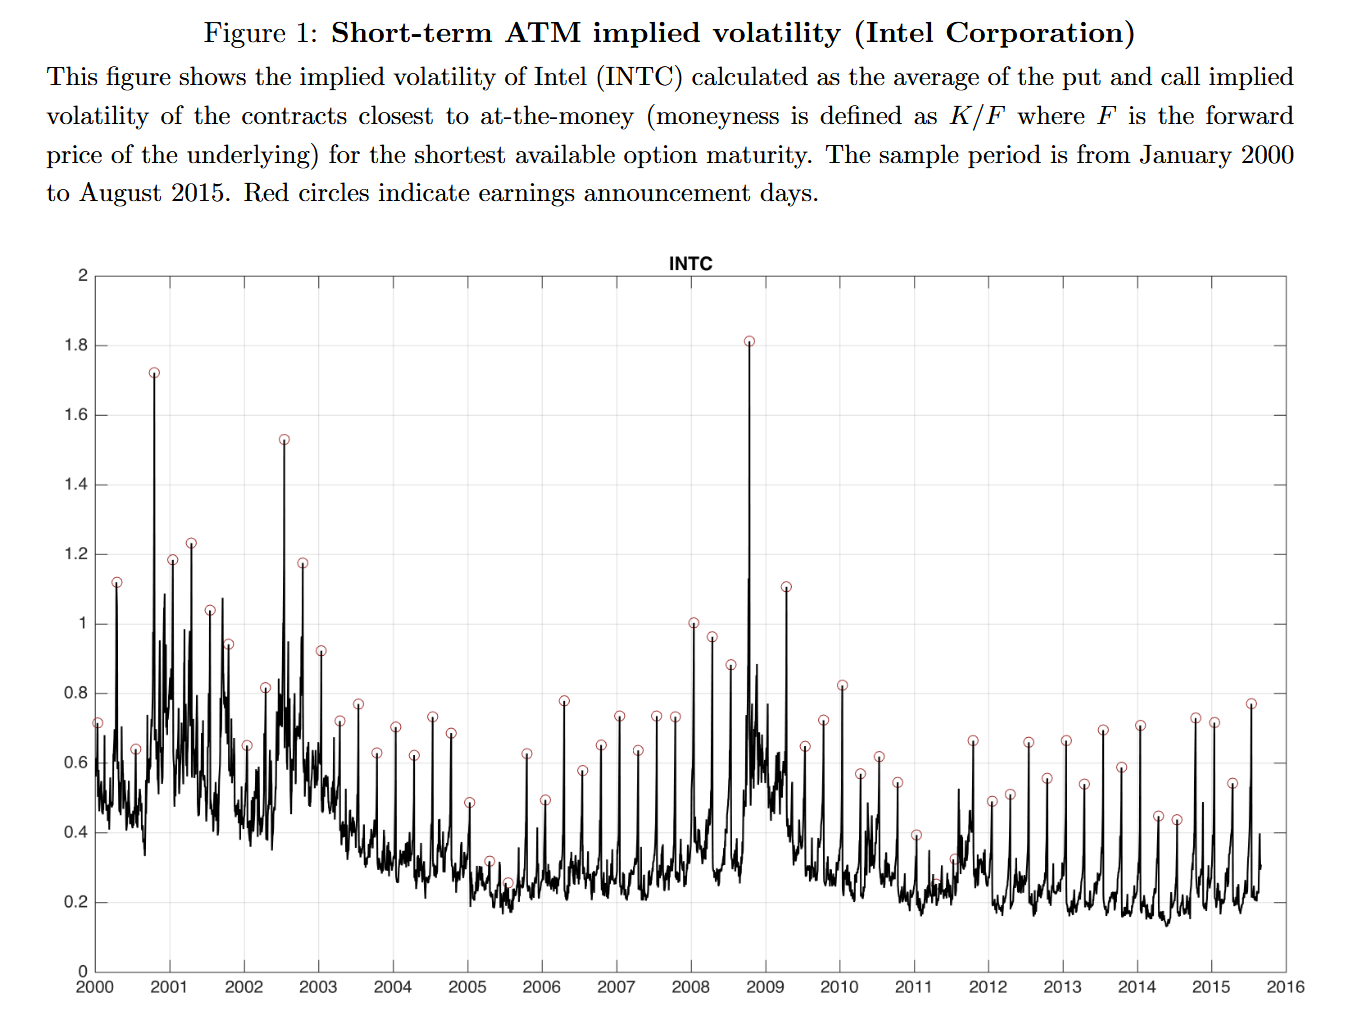 Figure 1: Short-term ATM implied volatility (Intel Corporation)
This figure shows the implied volatility of Intel (INTC) calculated as the average of the put and call implied
volatility of the contracts closest to at-the-money (moneyness is defined as K/F where F is the forward
price of the underlying) for the shortest available option maturity. The sample period is from January 2000
to August 2015. Red circles indicate earnings announcement days.
INTC
2
1.8
1.6
1.4
1.2
1
0.8
0.6
0.4
0.2
0
2000 2001 2002 2003 2004 2005 2006 2007 2008 2009 2010 2011 2012 2013 2014 2015 2016